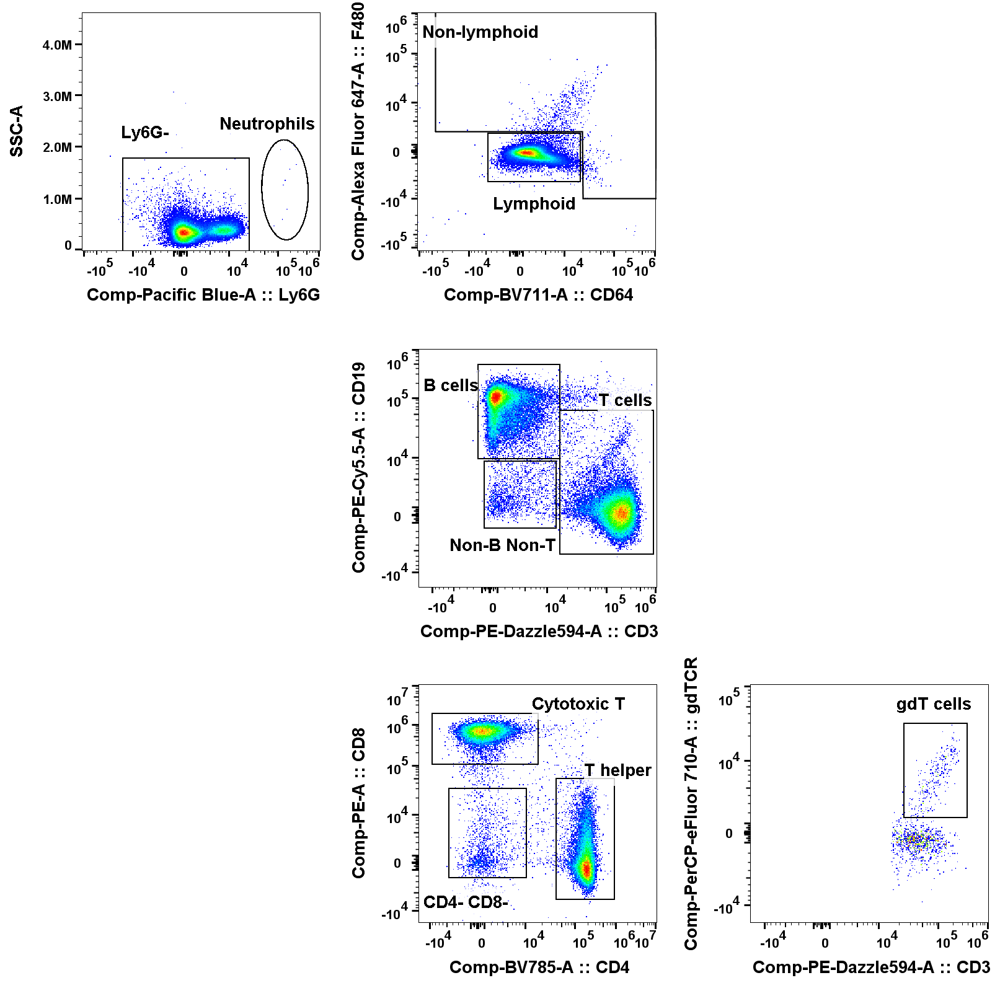 SSC-A
4.0M
3.0M
2.0M
1.0M
0
Ly6G-
Neutrophils
-10^5 -10^4 0 10^4 10^5 10^6
Comp-Pacific Blue-A :: Ly6G
Comp-Alexa Fluor 647-A :: F480
10^6
10^5
10^4
0
-10^4
-10^5
Non-lymphoid
Lymphoid
-10^5 -10^4 0 10^4 10^5 10^6
Comp-BV711-A :: CD64
Comp-PE-Cy5.5-A :: CD19
10^6
10^5
10^4
0
-10^4
B cells
T cells
Non-B Non-T
-10^4 0 10^4 10^5 10^6
Comp-PE-Dazzle594-A :: CD3
Comp-PE-A :: CD8
10^7
10^6
10^5
10^4
0
-10^4
Cytotoxic T
T helper
CD4- CD8-
-10^4 0 10^4 10^5 10^6 10^7
Comp-BV785-A :: CD4
Comp-PerCP-eFluor 710-A :: gdTCR
10^5
10^4
0
-10^4
gdT cells
-10^4 0 10^4 10^5 10^6
Comp-PE-Dazzle594-A :: CD3